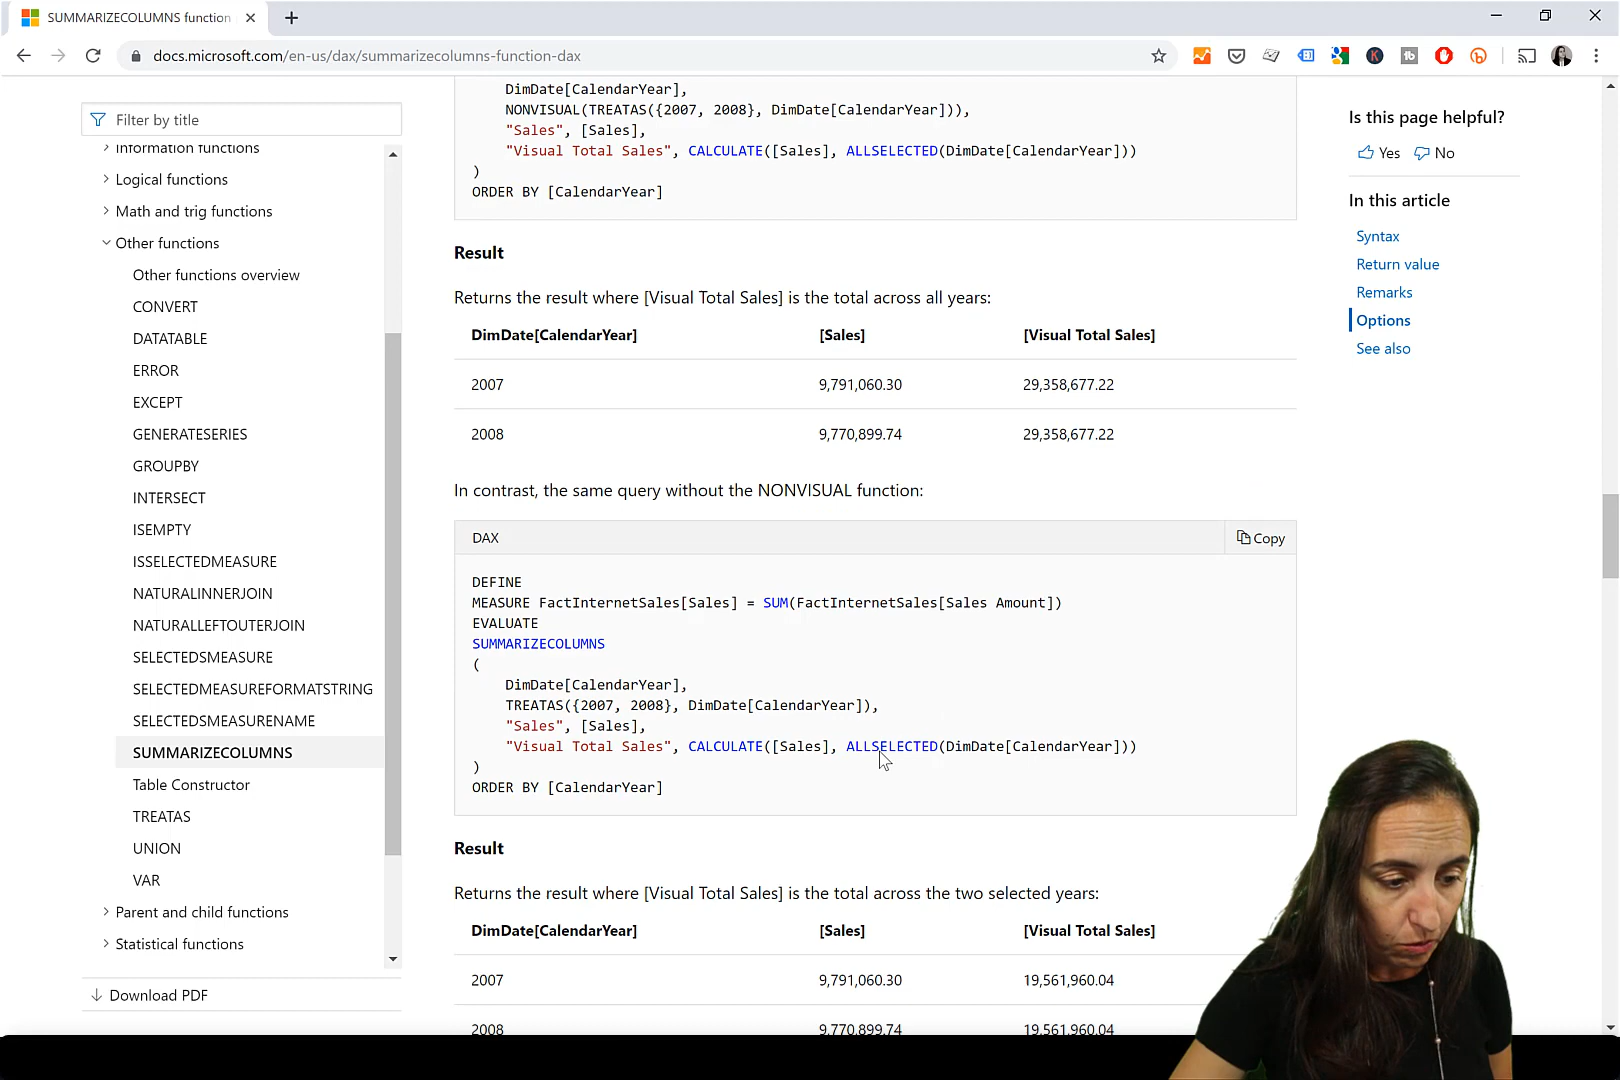 SUMMARIZECOLUMNS function
docs.microsoft.com/en-us/dax/summarizecolumns-function-dax
Filter by title
Information functions
Logical functions
Math and trig functions
Other functions
Other functions overview
CONVERT
DATATABLE
ERROR
EXCEPT
GENERATESERIES
GROUPBY
INTERSECT
ISEMPTY
ISSELECTEDMEASURE
NATURALINNERJOIN
NATURALLEFTOUTERJOIN
SELECTEDSMEASURE
SELECTEDMEASUREFORMATSTRING
SELECTEDSMEASURENAME
SUMMARIZECOLUMNS
Table Constructor
TREATAS
UNION
VAR
Parent and child functions
Statistical functions
Download PDF
DimDate[CalendarYear],
NONVISUAL(TREATAS({2007, 2008}, DimDate[CalendarYear])),
"Sales", [Sales],
"Visual Total Sales", CALCULATE([Sales], ALLSELECTED(DimDate[CalendarYear]))
)
ORDER BY [CalendarYear]
Result
Returns the result where [Visual Total Sales] is the total across all years:
DimDate[CalendarYear] [Sales] [Visual Total Sales]
2007 9,791,060.30 29,358,677.22
2008 9,770,899.74 29,358,677.22
In contrast, the same query without the NONVISUAL function:
DAX Copy
DEFINE
MEASURE FactInternetSales[Sales] = SUM(FactInternetSales[Sales Amount])
EVALUATE
SUMMARIZECOLUMNS
(
DimDate[CalendarYear],
TREATAS({2007, 2008}, DimDate[CalendarYear]),
"Sales", [Sales],
"Visual Total Sales", CALCULATE([Sales], ALLSELECTED(DimDate[CalendarYear]))
)
ORDER BY [CalendarYear]
Result
Returns the result where [Visual Total Sales] is the total across the two selected years:
DimDate[CalendarYear] [Sales] [Visual Total Sales]
2007 9,791,060.30 19,561,960.04
2008 9,770,899.74 19,561,960.04
Is this page helpful?
Yes No
In this article
Syntax
Return value
Remarks
Options
See also